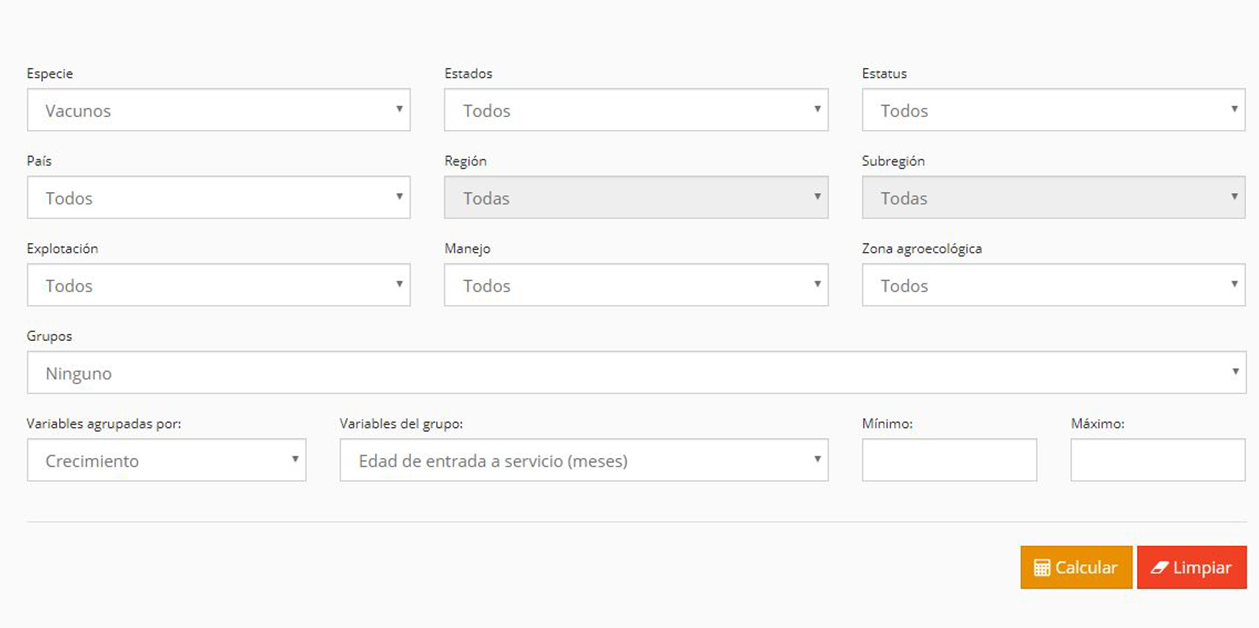 Especie Estados Estatus
Vacunos Todos Todos
País Región Subregión
Todos Todas Todas
Explotación Manejo Zona agroecológica
Todos Todos Todos
Grupos
Ninguno
Variables agrupadas por: Variables del grupo: Mínimo: Máximo:
Crecimiento Edad de entrada a servicio (meses)
Calcular Limpiar